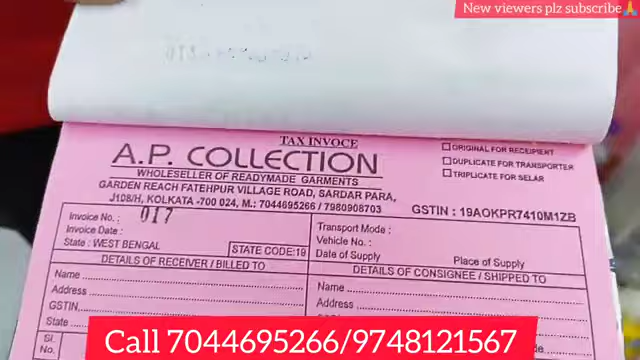 New viewers plz subscribe🙏
TAX INVOCE
A.P. COLLECTION
WHOLESELLER OF READYMADE GARMENTS
GARDEN REACH FATEHPUR VILLAGE ROAD, SARDAR PARA,
J108/H, KOLKATA -700 024, M.: 7044695266 / 7980908703
GSTIN : 19AOKPR7410M1ZB
ORIGINAL FOR RECEIPIENT
DUPLICATE FOR TRANSPORTER
TRIPLICATE FOR SELAR
Invoice No. : 017
Invoice Date :
State : WEST BENGAL
STATE CODE:19
Transport Mode :
Vehicle No. :
Date of Supply
Place of Supply
DETAILS OF RECEIVER / BILLED TO
DETAILS OF CONSIGNEE / SHIPPED TO
Name
Address
GSTIN
State
Name
Address
Sl.
No.
Call 7044695266/9748121567